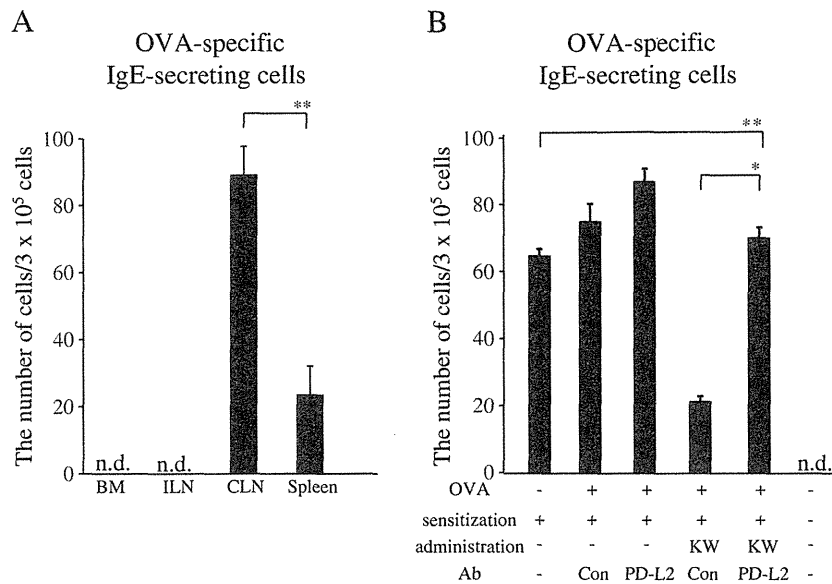 A
OVA-specific
IgE-secreting cells
**
The number of cells/3 x 10⁵ cells
100
80
60
40
20
0
n.d.
n.d.
BM ILN CLN Spleen
B
OVA-specific
IgE-secreting cells
**
*
The number of cells/3 x 10⁵ cells
100
80
60
40
20
0
n.d.
OVA - + + + + -
sensitization + + + + + -
administration - - - KW KW -
Ab - Con PD-L2 Con PD-L2 -